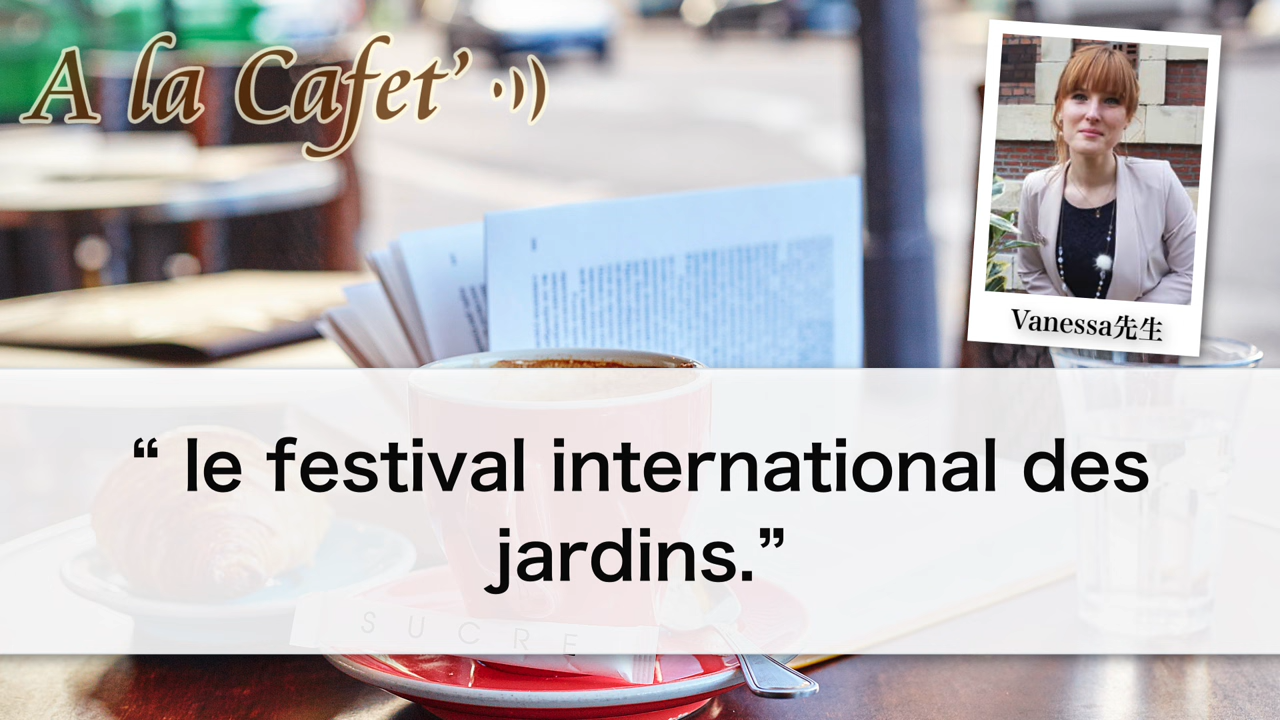 A la Cafet’
Vanessa先生
“ le festival international des
jardins.”
SUCRE